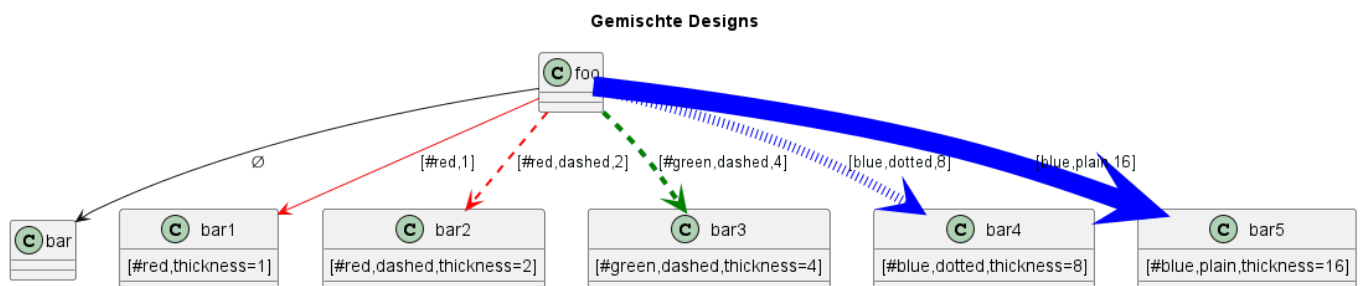 Gemischte Designs
C foo
∅
[#red,1]
[#red,dashed,2]
[#green,dashed,4]
[blue,dotted,8]
[blue,plain,16]
C bar
C bar1
[#red,thickness=1]
C bar2
[#red,dashed,thickness=2]
C bar3
[#green,dashed,thickness=4]
C bar4
[#blue,dotted,thickness=8]
C bar5
[#blue,plain,thickness=16]